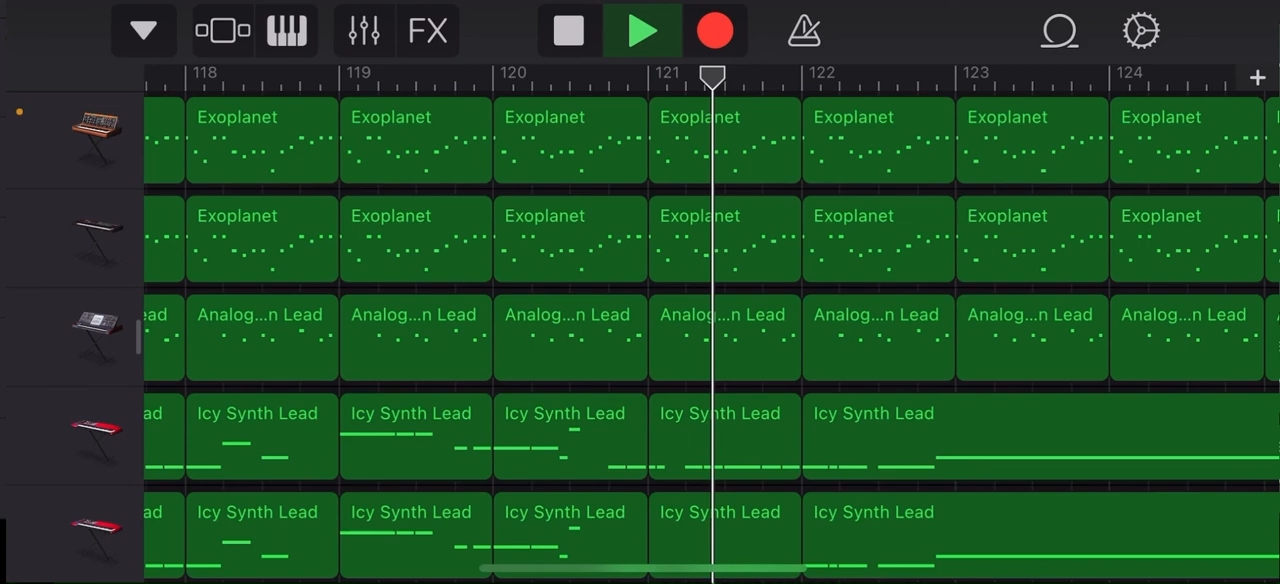 FX
118 119 120 121 122 123 124 +
Exoplanet Exoplanet Exoplanet Exoplanet Exoplanet Exoplanet Exoplanet
Exoplanet Exoplanet Exoplanet Exoplanet Exoplanet Exoplanet Exoplanet
ead Analog...n Lead Analog...n Lead Analog...n Lead Analog...n Lead Analog...n Lead Analog...n Lead Analog...n Lead
ad Icy Synth Lead Icy Synth Lead Icy Synth Lead Icy Synth Lead Icy Synth Lead
ad Icy Synth Lead Icy Synth Lead Icy Synth Lead Icy Synth Lead Icy Synth Lead